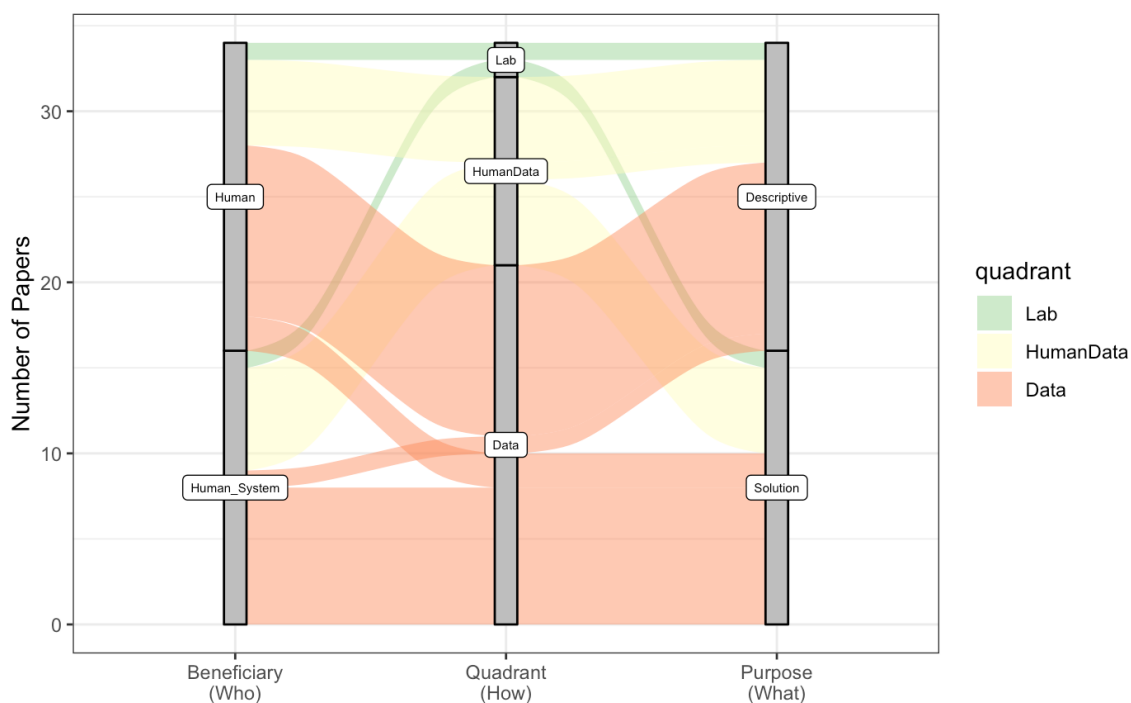 Number of Papers
30
20
10
0
Human
Human_System
Lab
HumanData
Data
Descriptive
Solution
Beneficiary
(Who)
Quadrant
(How)
Purpose
(What)
quadrant
Lab
HumanData
Data